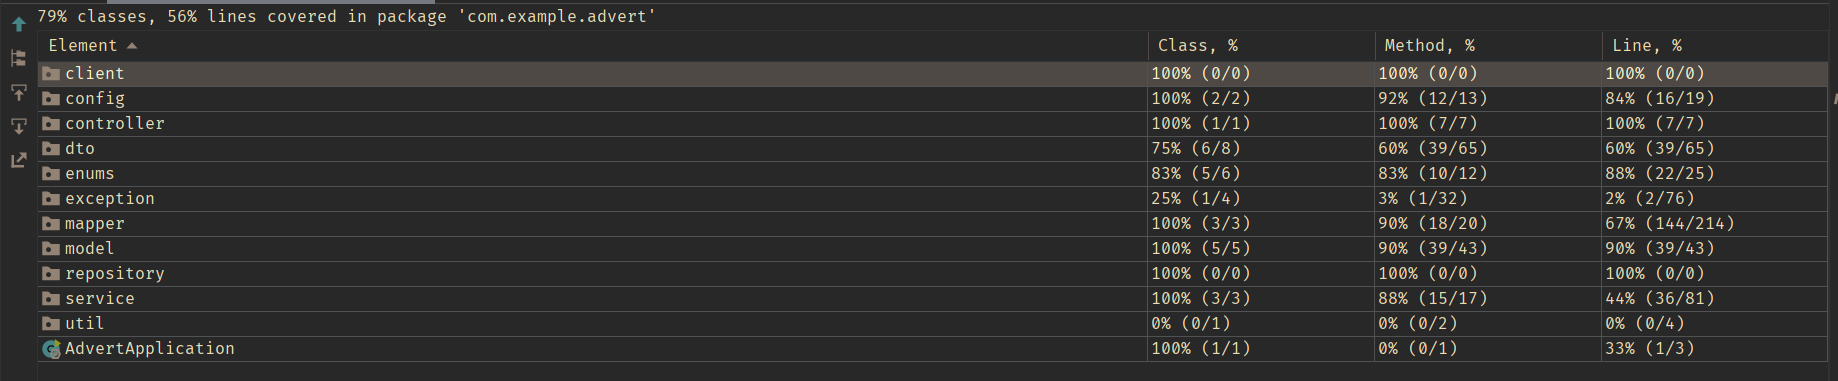 79% classes, 56% lines covered in package 'com.example.advert'
Element Class, % Method, % Line, %
client 100% (0/0) 100% (0/0) 100% (0/0)
config 100% (2/2) 92% (12/13) 84% (16/19)
controller 100% (1/1) 100% (7/7) 100% (7/7)
dto 75% (6/8) 60% (39/65) 60% (39/65)
enums 83% (5/6) 83% (10/12) 88% (22/25)
exception 25% (1/4) 3% (1/32) 2% (2/76)
mapper 100% (3/3) 90% (18/20) 67% (144/214)
model 100% (5/5) 90% (39/43) 90% (39/43)
repository 100% (0/0) 100% (0/0) 100% (0/0)
service 100% (3/3) 88% (15/17) 44% (36/81)
util 0% (0/1) 0% (0/2) 0% (0/4)
AdvertApplication 100% (1/1) 0% (0/1) 33% (1/3)